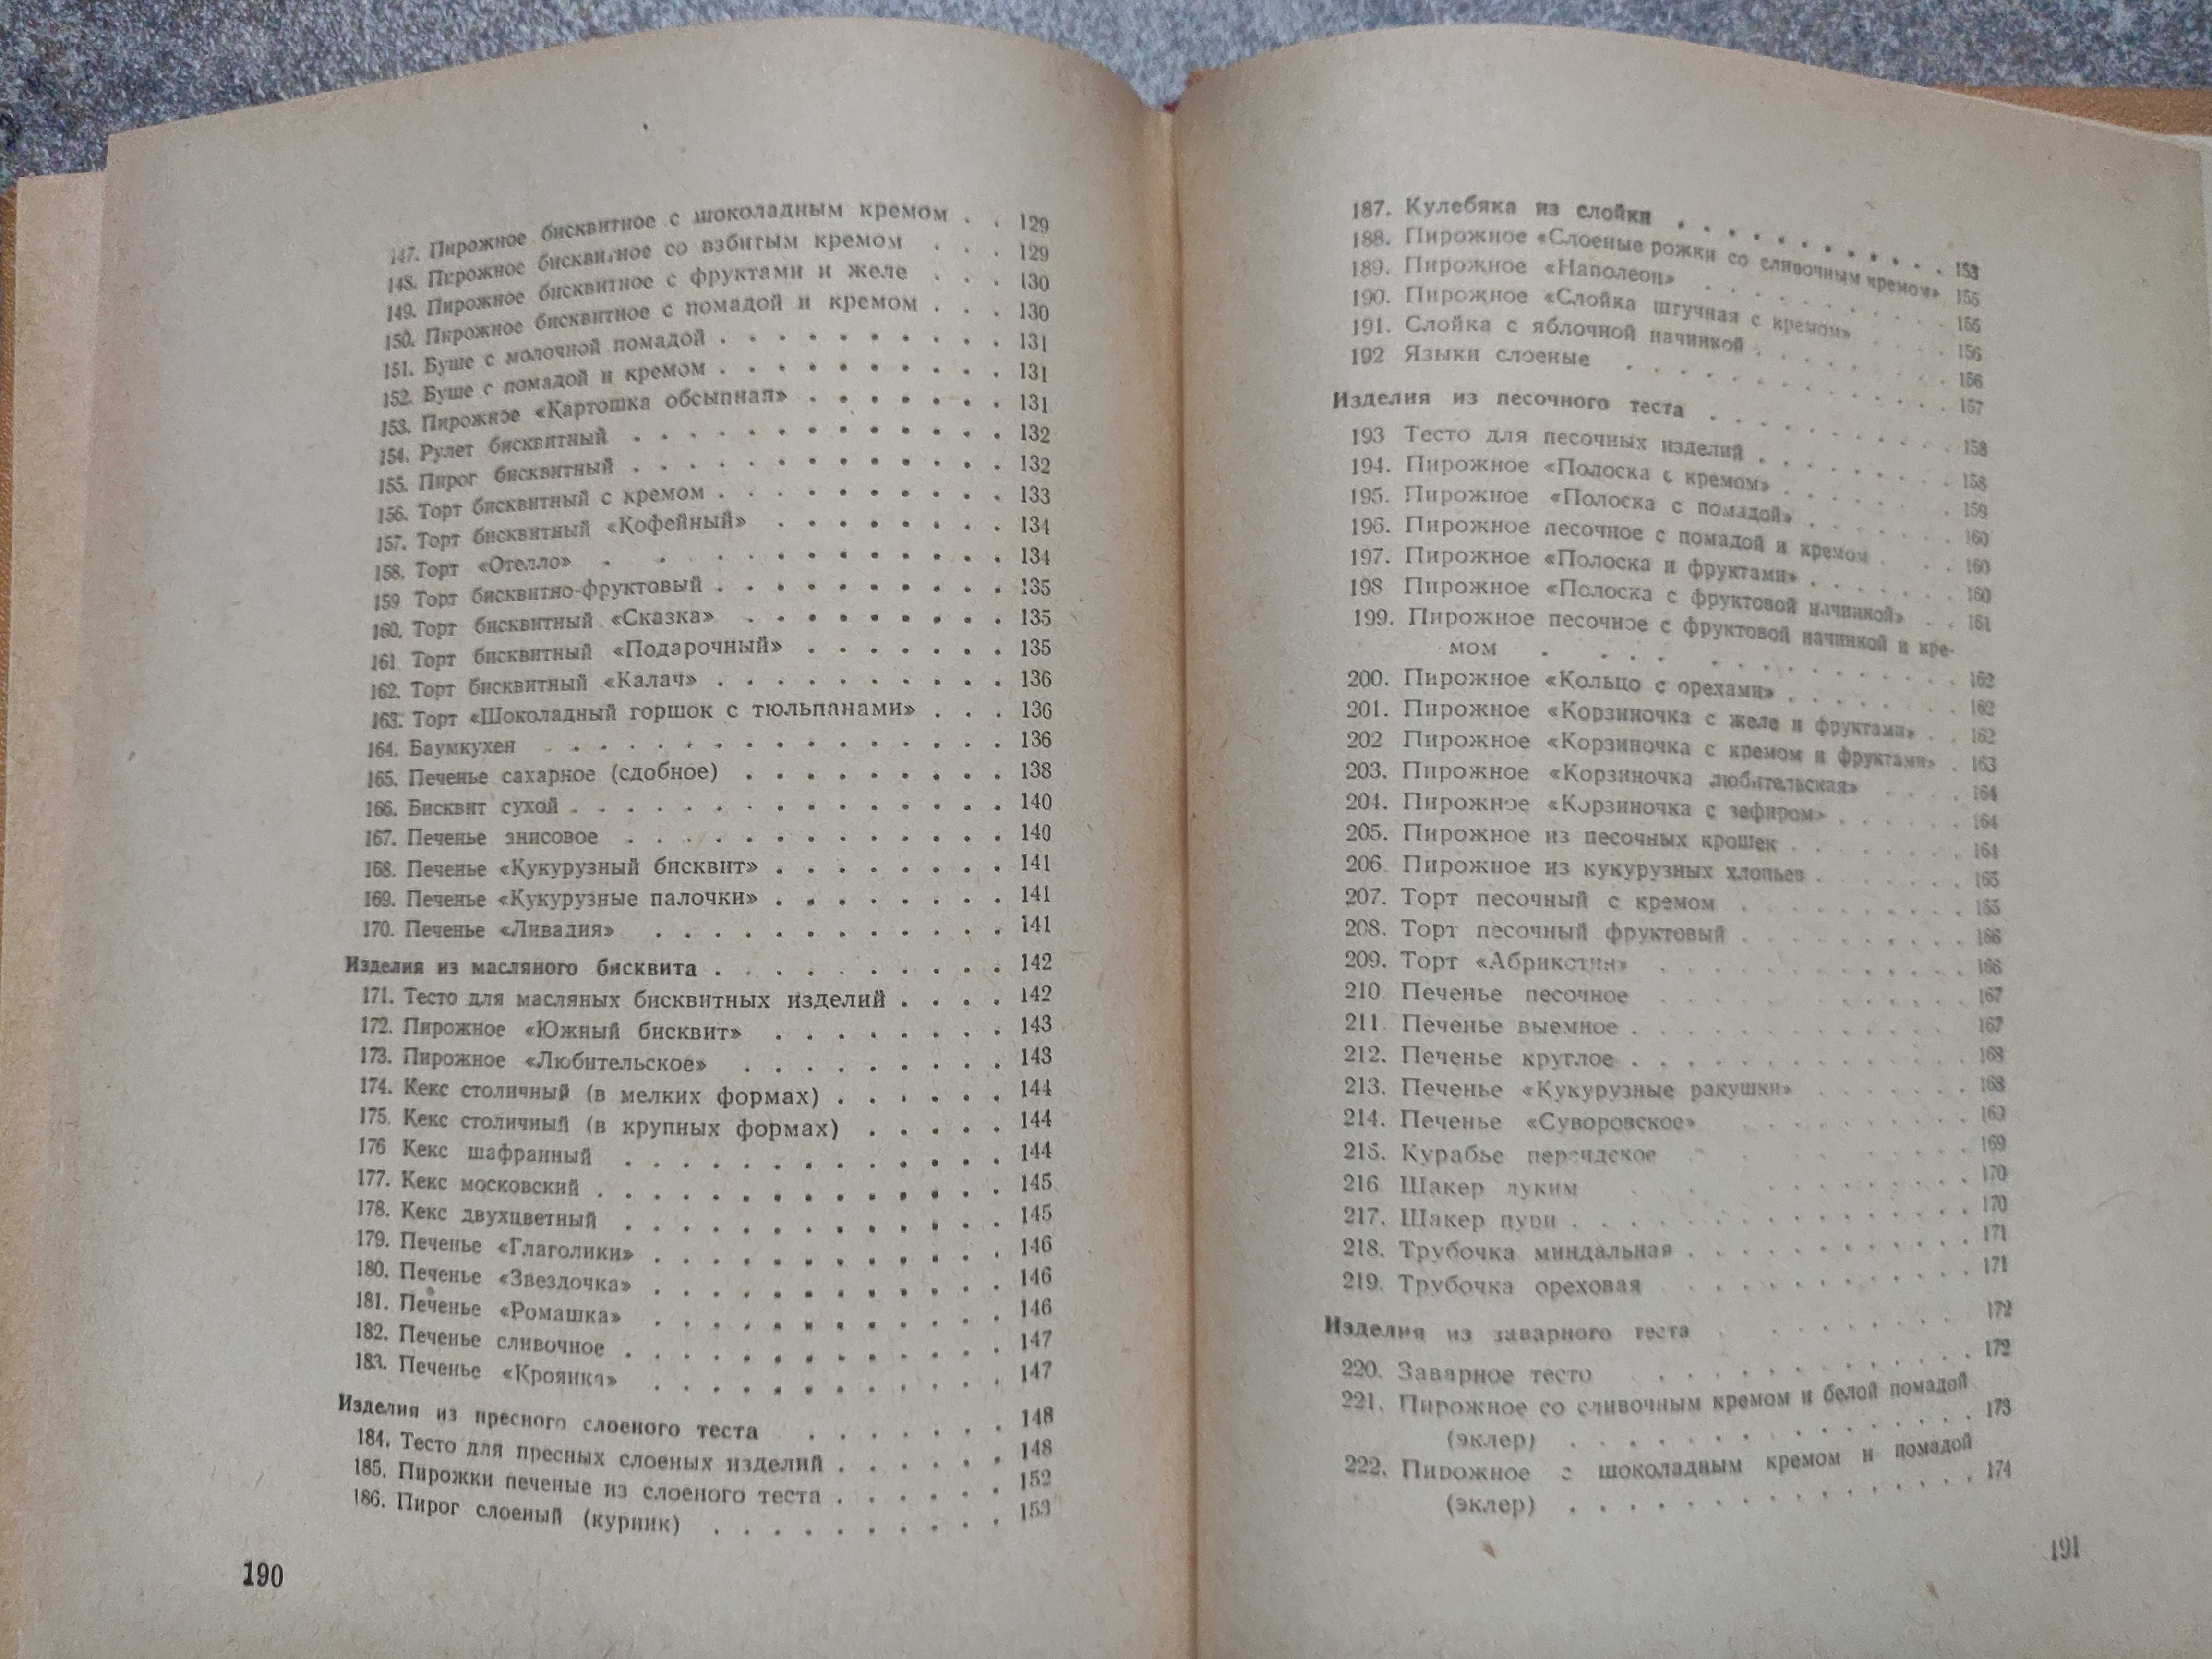 147. Пирожное бисквитное с шоколадным кремом . . 129
148. Пирожное бисквитное со взбитым кремом . . . 129
149. Пирожное бисквитное с фруктами и желе . . . 130
150. Пирожное бисквитное с помадой и кремом . . . 130
151. Буше с молочной помадой . . . . . . . . . . 131
152. Буше с помадой и кремом . . . . . . . . . . 131
153. Пирожное «Картошка обсыпная» . . . . . . . 131
154. Рулет бисквитный . . . . . . . . . . . . . 132
155. Пирог бисквитный . . . . . . . . . . . . . 132
156. Торт бисквитный с кремом . . . . . . . . . . 133
157. Торт бисквитный «Кофейный» . . . . . . . . 134
158. Торт «Отелло» . . . . . . . . . . . . . 134
159 Торт бисквитно-фруктовый . . . . . . . . . . 135
160. Торт бисквитный «Сказка» . . . . . . . . . 135
161 Торт бисквитный «Подарочный» . . . . . . . 135
162. Торт бисквитный «Калач» . . . . . . . . . . 136
163. Торт «Шоколадный горшок с тюльпанами» . . . 136
164. Баумкухен . . . . . . . . . . . . . . . . 136
165. Печенье сахарное (сдобное) . . . . . . . . . 138
166. Бисквит сухой . . . . . . . . . . . . . . . 140
167. Печенье знисовое . . . . . . . . . . . . . 140
168. Печенье «Кукурузный бисквит» . . . . . . . . 141
169. Печенье «Кукурузные палочки» . . . . . . . . 141
170. Печенье «Ливадия» . . . . . . . . . . . . 141
Изделия из масляного бисквита . . . . . . . . . . 142
171. Тесто для масляных бисквитных изделий . . . . 142
172. Пирожное «Южный бисквит» . . . . . . . . 143
173. Пирожное «Любительское» . . . . . . . . . 143
174. Кекс столичный (в мелких формах) . . . . . . 144
175. Кекс столичный (в крупных формах) . . . . . 144
176 Кекс шафранный . . . . . . . . . . . . . 144
177. Кекс московский . . . . . . . . . . . . . . 145
178. Кекс двухцветный . . . . . . . . . . . . . 145
179. Печенье «Глаголики» . . . . . . . . . . . . 146
180. Печенье «Звездочка» . . . . . . . . . . . . 146
181. Печенье «Ромашка» . . . . . . . . . . . . 146
182. Печенье сливочное . . . . . . . . . . . . . 147
183. Печенье «Кроянка» . . . . . . . . . . . . 147
Изделия из пресного слоеного теста . . . . . . . 148
184. Тесто для пресных слоеных изделий . . . . . . 148
185. Пирожки печеные из слоеного теста . . . . . . 152
186. Пирог слоеный (курник) . . . . . . . . . . 153
190
187. Кулебяка из слойки . . . . . . . . . . 153
188. Пирожное «Слоеные рожки со сливочным кремом» 155
189. Пирожное «Наполеон» . . . . . . . . . 155
190. Пирожное «Слойка штучная с кремом» . . . . 156
191. Слойка с яблочной начинкой . . . . . . . . 156
192 Языки слоеные . . . . . . . . . . . . 157
Изделия из песочного теста . . . . . . . . . . 158
193 Тесто для песочных изделий . . . . . . . . 158
194. Пирожное «Полоска с кремом» . . . . . . . 159
195. Пирожное «Полоска с помадой» . . . . . . 160
196. Пирожное песочное с помадой и кремом . . . 160
197. Пирожное «Полоска и фруктами» . . . . . . 160
198 Пирожное «Полоска с фруктовой начинкой» . . 161
199. Пирожное песочное с фруктовой начинкой и кре-
мом . . . . . . . . . . . . . 162
200. Пирожное «Кольцо с орехами» . . . . . . . 162
201. Пирожное «Корзиночка с желе и фруктами» . . 162
202 Пирожное «Корзиночка с кремом и фруктами» . 163
203. Пирожное «Корзиночка любительская» . . . . 164
204. Пирожное «Корзиночка с зефиром» . . . . . 164
205. Пирожное из песочных крошек . . . . . . . 164
206. Пирожное из кукурузных хлопьев . . . . . . 165
207. Торт песочный с кремом . . . . . . . . . 165
208. Торт песочный фруктовый . . . . . . . . . 166
209. Торт «Абрикотин» . . . . . . . . . . . . 166
210. Печенье песочное . . . . . . . . . . . . 167
211. Печенье выемное . . . . . . . . . . . . . 167
212. Печенье круглое . . . . . . . . . . . . . 168
213. Печенье «Кукурузные ракушки» . . . . . . 168
214. Печенье «Суворовское» . . . . . . . . . . 169
215. Курабье персидское . . . . . . . . . . . 169
216 Шакер луким . . . . . . . . . . . . 170
217. Шакер пури . . . . . . . . . . . . . . . 170
218. Трубочка миндальная . . . . . . . . . . . 171
219. Трубочка ореховая . . . . . . . . . . . 171
Изделия из заварного теста . . . . . . . . . 172
220. Заварное тесто . . . . . . . . . . . . . 172
221. Пирожное со сливочным кремом и белой помадой
(эклер) . . . . . . . . . . . . . . . 173
222. Пирожное с шоколадным кремом и помадой
(эклер) . . . . . . . . . . . . . . . 174
191